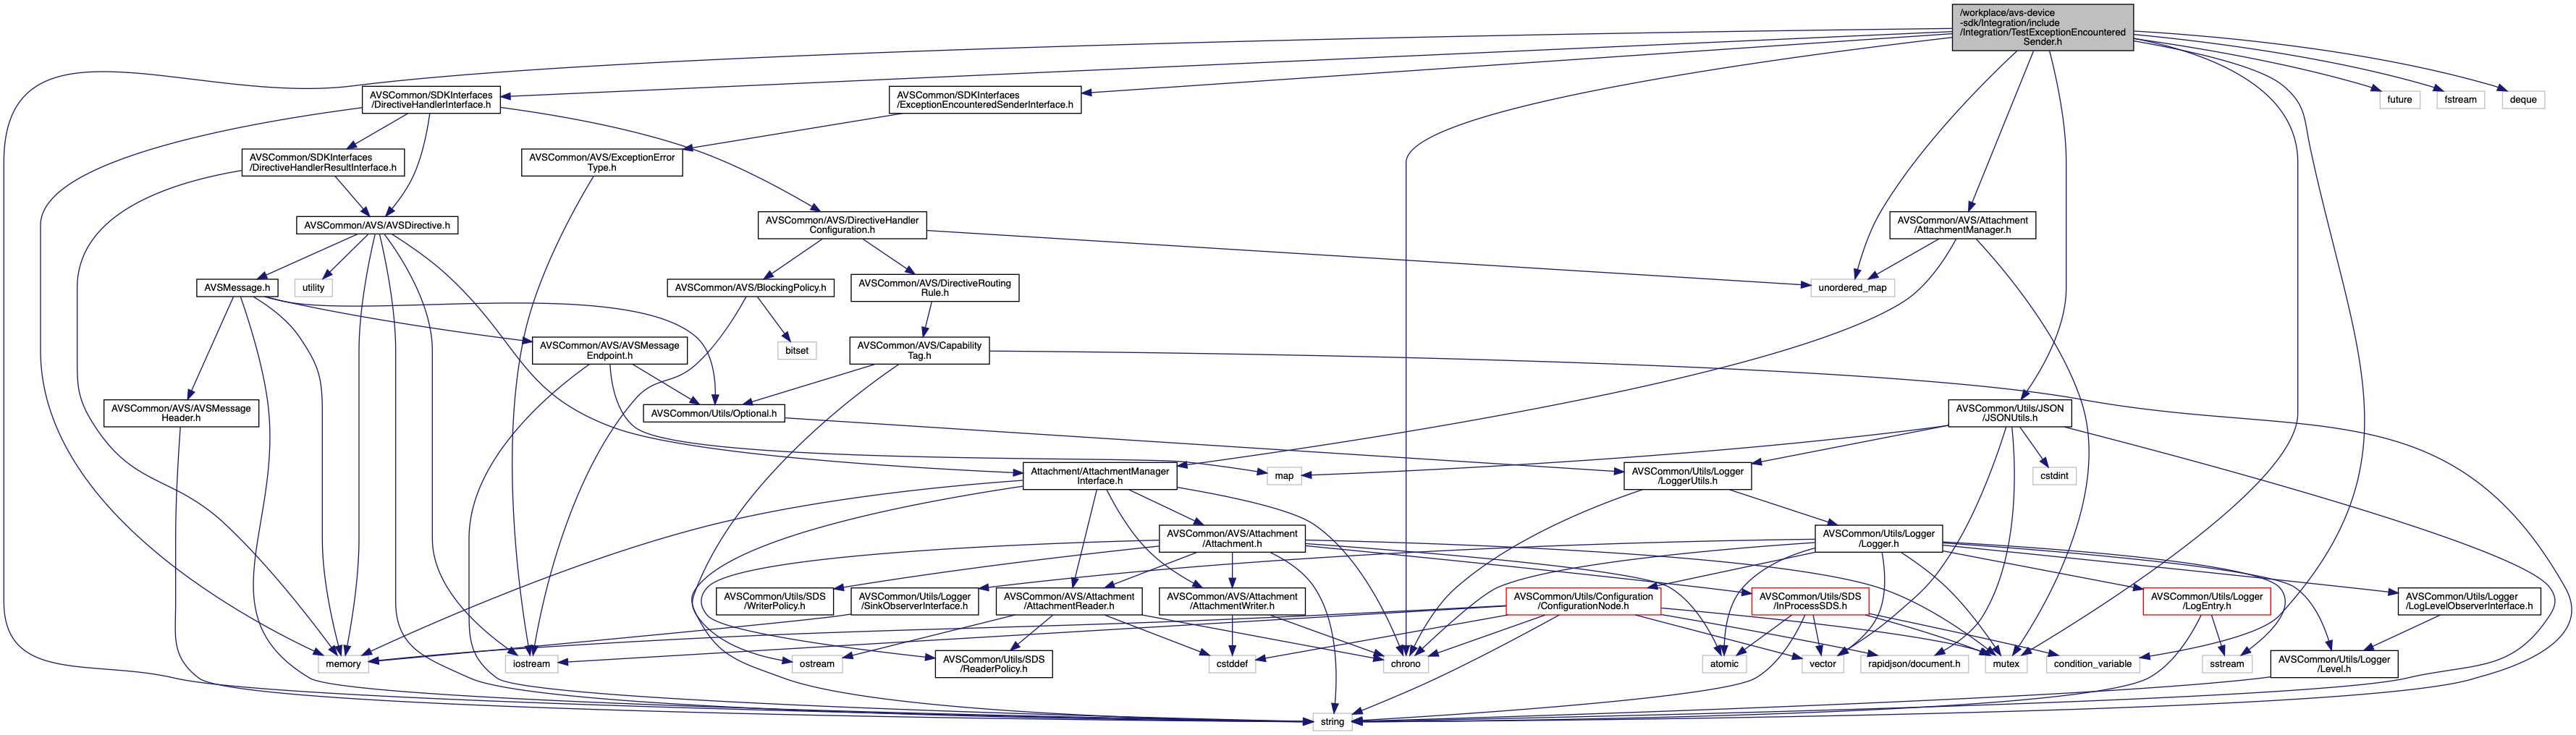 /workplace/avs-device
-sdk/Integration/include
/Integration/TestExceptionEncountered
Sender.h
AVSCommon/SDKInterfaces
/DirectiveHandlerInterface.h
AVSCommon/SDKInterfaces
/ExceptionEncounteredSenderInterface.h
future
fstream
deque
AVSCommon/SDKInterfaces
/DirectiveHandlerResultInterface.h
AVSCommon/AVS/ExceptionError
Type.h
AVSCommon/AVS/AVSDirective.h
AVSCommon/AVS/DirectiveHandler
Configuration.h
AVSCommon/AVS/Attachment
/AttachmentManager.h
AVSMessage.h
utility
AVSCommon/AVS/BlockingPolicy.h
AVSCommon/AVS/DirectiveRouting
Rule.h
unordered_map
AVSCommon/AVS/AVSMessage
Endpoint.h
bitset
AVSCommon/AVS/Capability
Tag.h
AVSCommon/AVS/AVSMessage
Header.h
AVSCommon/Utils/Optional.h
AVSCommon/Utils/JSON
/JSONUtils.h
Attachment/AttachmentManager
Interface.h
map
AVSCommon/Utils/Logger
/LoggerUtils.h
cstdint
AVSCommon/AVS/Attachment
/Attachment.h
AVSCommon/Utils/Logger
/Logger.h
AVSCommon/Utils/SDS
/WriterPolicy.h
AVSCommon/Utils/Logger
/SinkObserverInterface.h
AVSCommon/AVS/Attachment
/AttachmentReader.h
AVSCommon/AVS/Attachment
/AttachmentWriter.h
AVSCommon/Utils/Configuration
/ConfigurationNode.h
AVSCommon/Utils/SDS
/InProcessSDS.h
AVSCommon/Utils/Logger
/LogEntry.h
AVSCommon/Utils/Logger
/LogLevelObserverInterface.h
memory
iostream
ostream
AVSCommon/Utils/SDS
/ReaderPolicy.h
cstddef
chrono
atomic
vector
rapidjson/document.h
mutex
condition_variable
sstream
AVSCommon/Utils/Logger
/Level.h
string